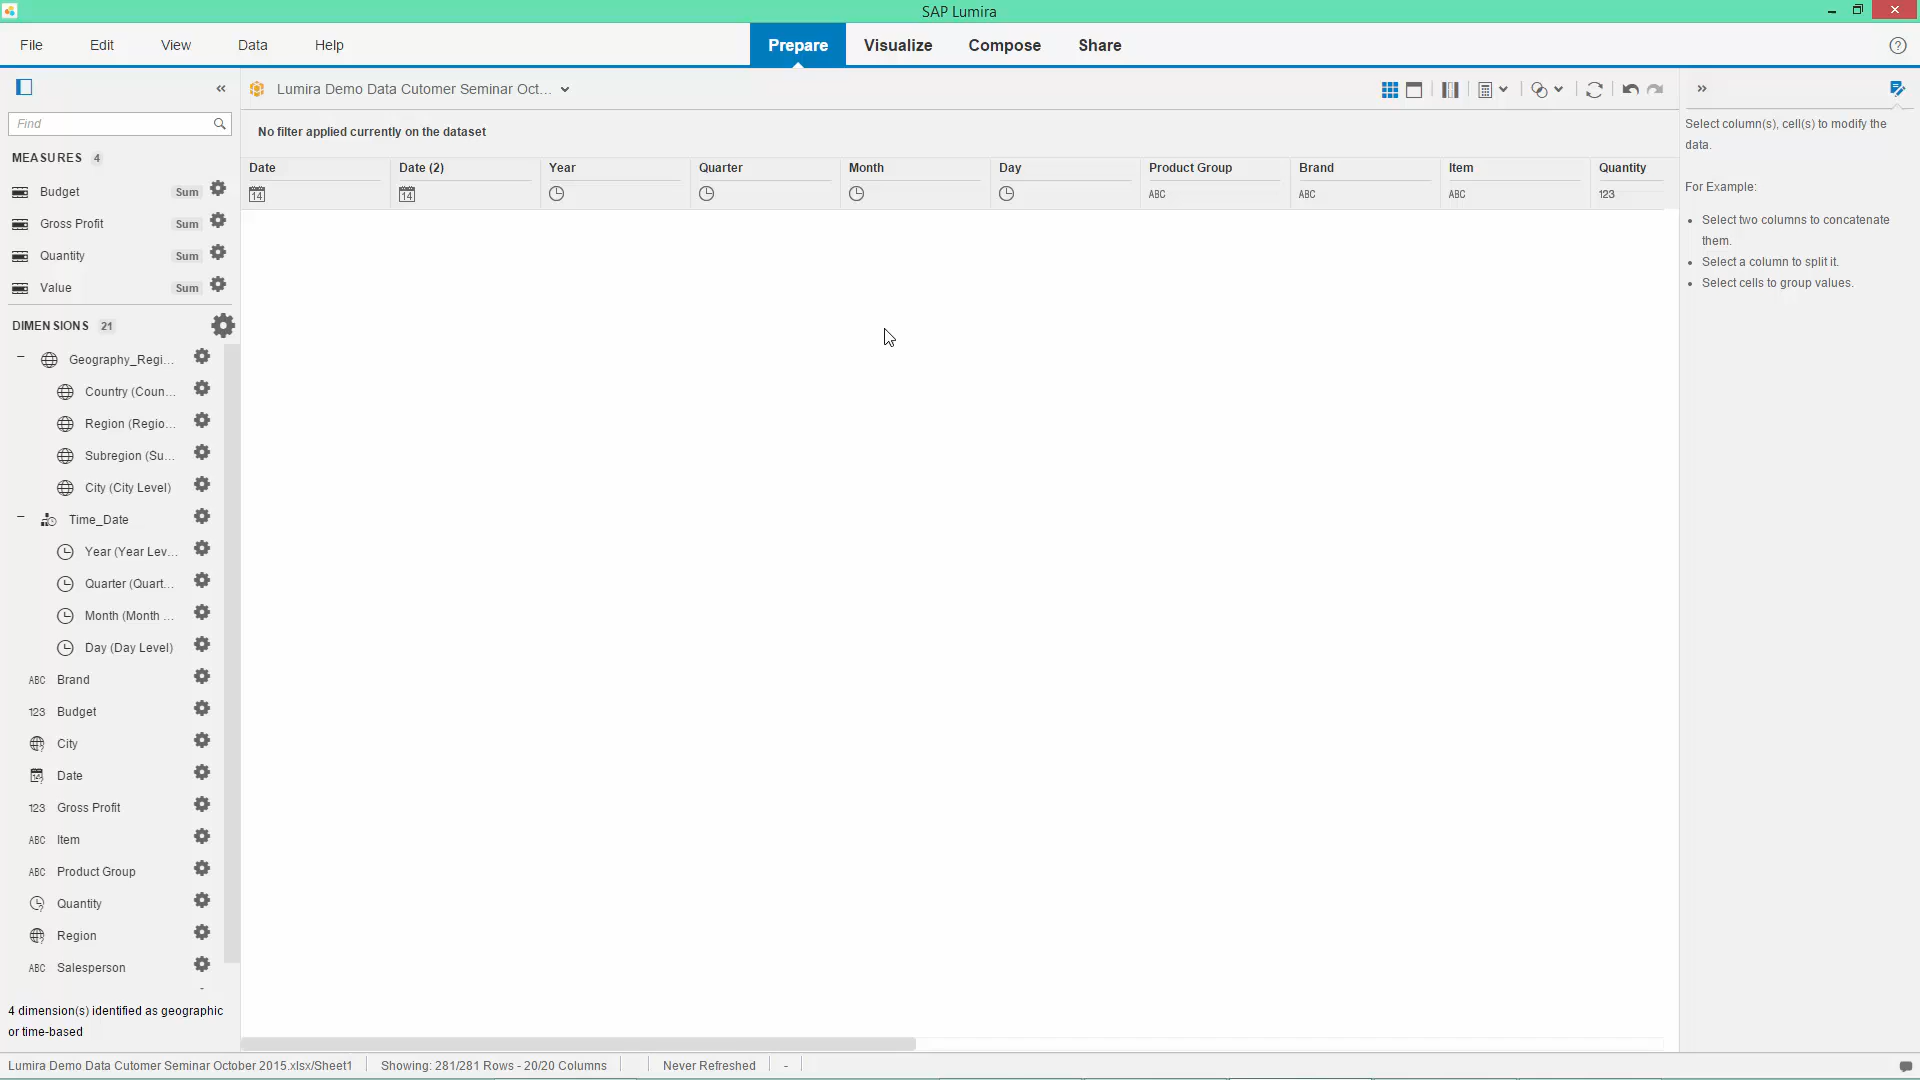 SAP Lumira
File Edit View Data Help Prepare Visualize Compose Share
Find
MEASURES 4
Budget Sum
Gross Profit Sum
Quantity Sum
Value Sum
DIMENSIONS 21
Geography_Regi...
Country (Coun...
Region (Regio...
Subregion (Su...
City (City Level)
Time_Date
Year (Year Lev...
Quarter (Quart...
Month (Month ...
Day (Day Level)
ABC Brand
123 Budget
City
Date
123 Gross Profit
ABC Item
ABC Product Group
Quantity
Region
ABC Salesperson
4 dimension(s) identified as geographic
or time-based
Lumira Demo Data Cutomer Seminar Oct...
No filter applied currently on the dataset
Date Date (2) Year Quarter Month Day Product Group Brand Item Quantity
14 14 ABC ABC ABC 123
Select column(s), cell(s) to modify the
data.
For Example:
Select two columns to concatenate
them.
Select a column to split it.
Select cells to group values.
Lumira Demo Data Cutomer Seminar October 2015.xlsx/Sheet1 Showing: 281/281 Rows - 20/20 Columns Never Refreshed -